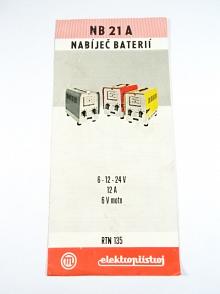 NB 21 A
NABÍJEČ BATERIÍ
6 - 12 - 24 V
12 A
6 V moto
RTN 135
elektropřístroj